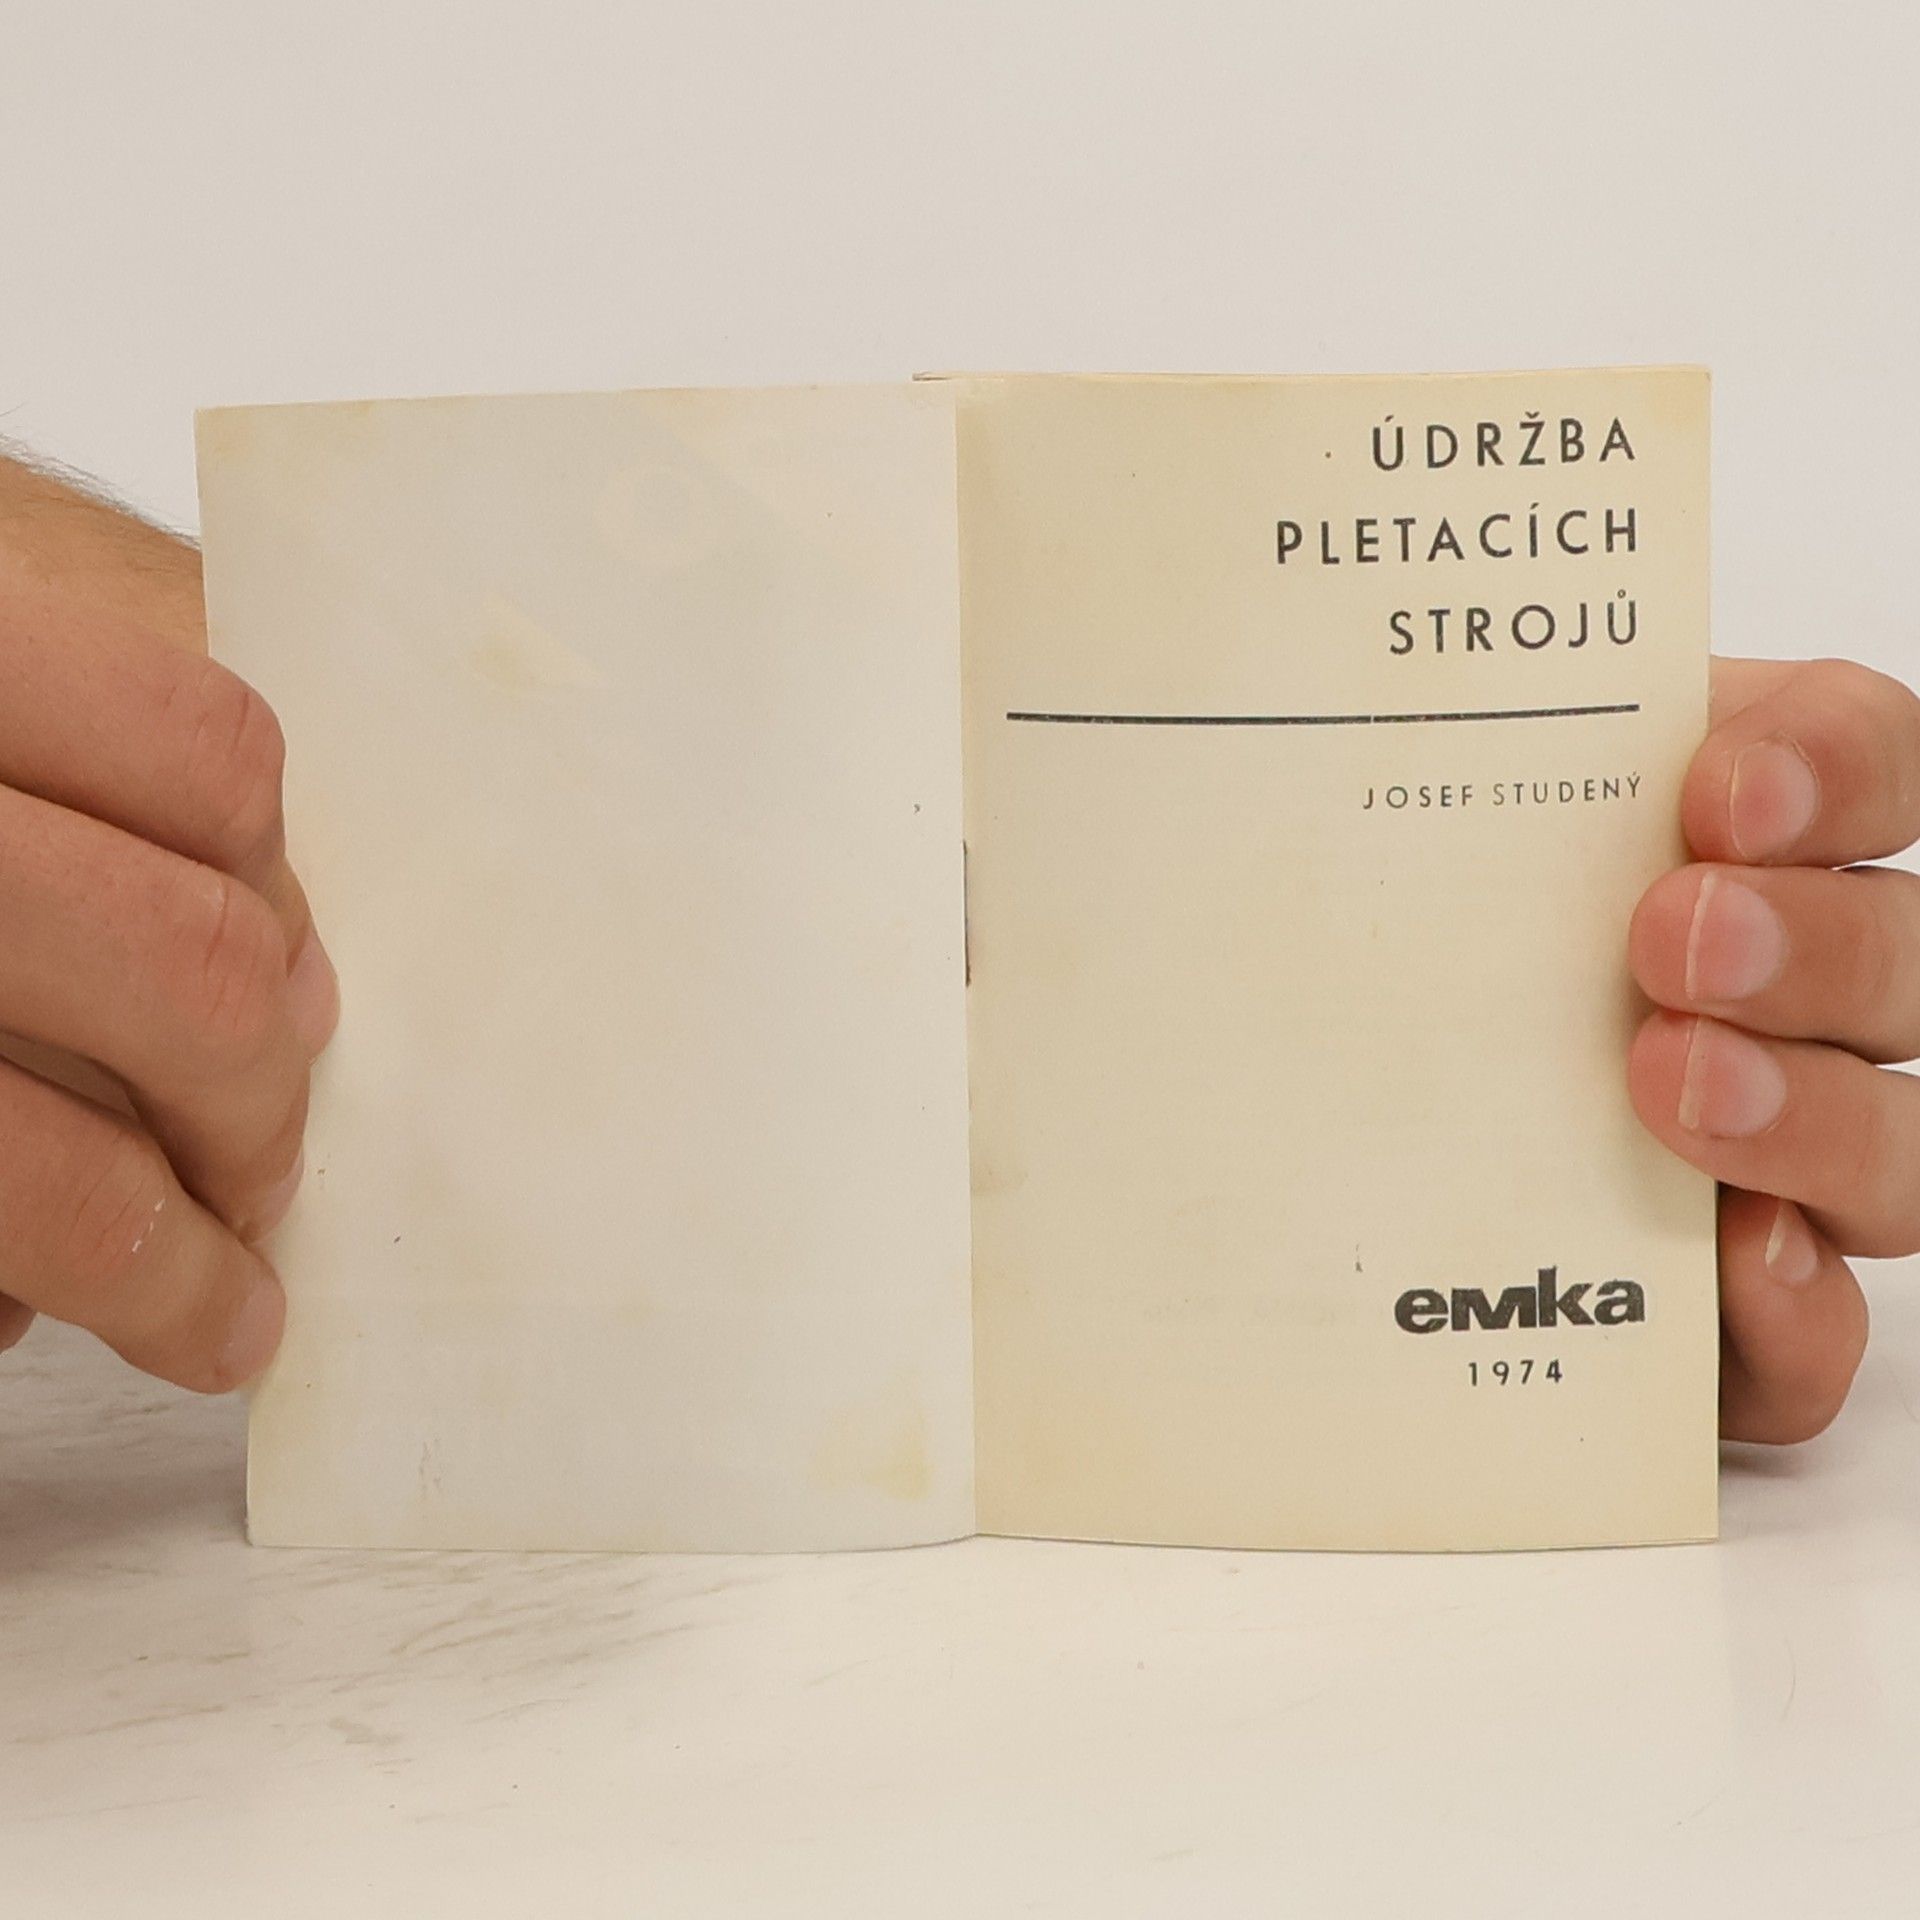 ÚDRŽBA
PLETACÍCH
STROJŮ
JOSEF STUDENÝ
emka
1974